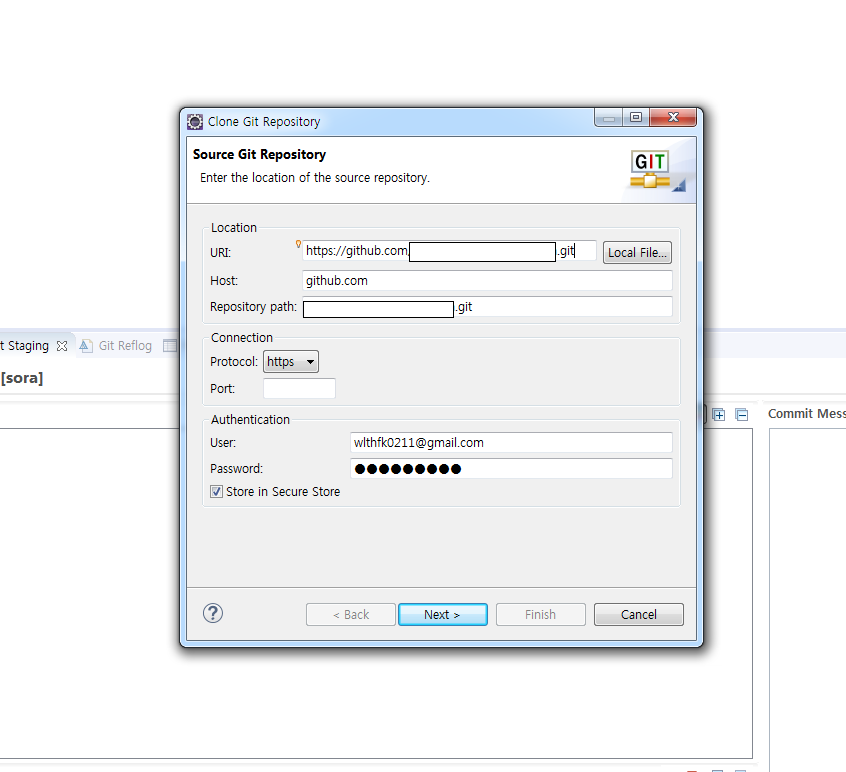 Clone Git Repository
Source Git Repository
Enter the location of the source repository.
GIT
Location
URI: https://github.com/ .git Local File...
Host: github.com
Repository path: .git
t Staging Git Reflog
Connection
[sora]
Protocol: https
Port:
Authentication Commit Mess
User: wlthfk0211@gmail.com
Password: ●●●●●●●●●
Store in Secure Store
? < Back Next > Finish Cancel